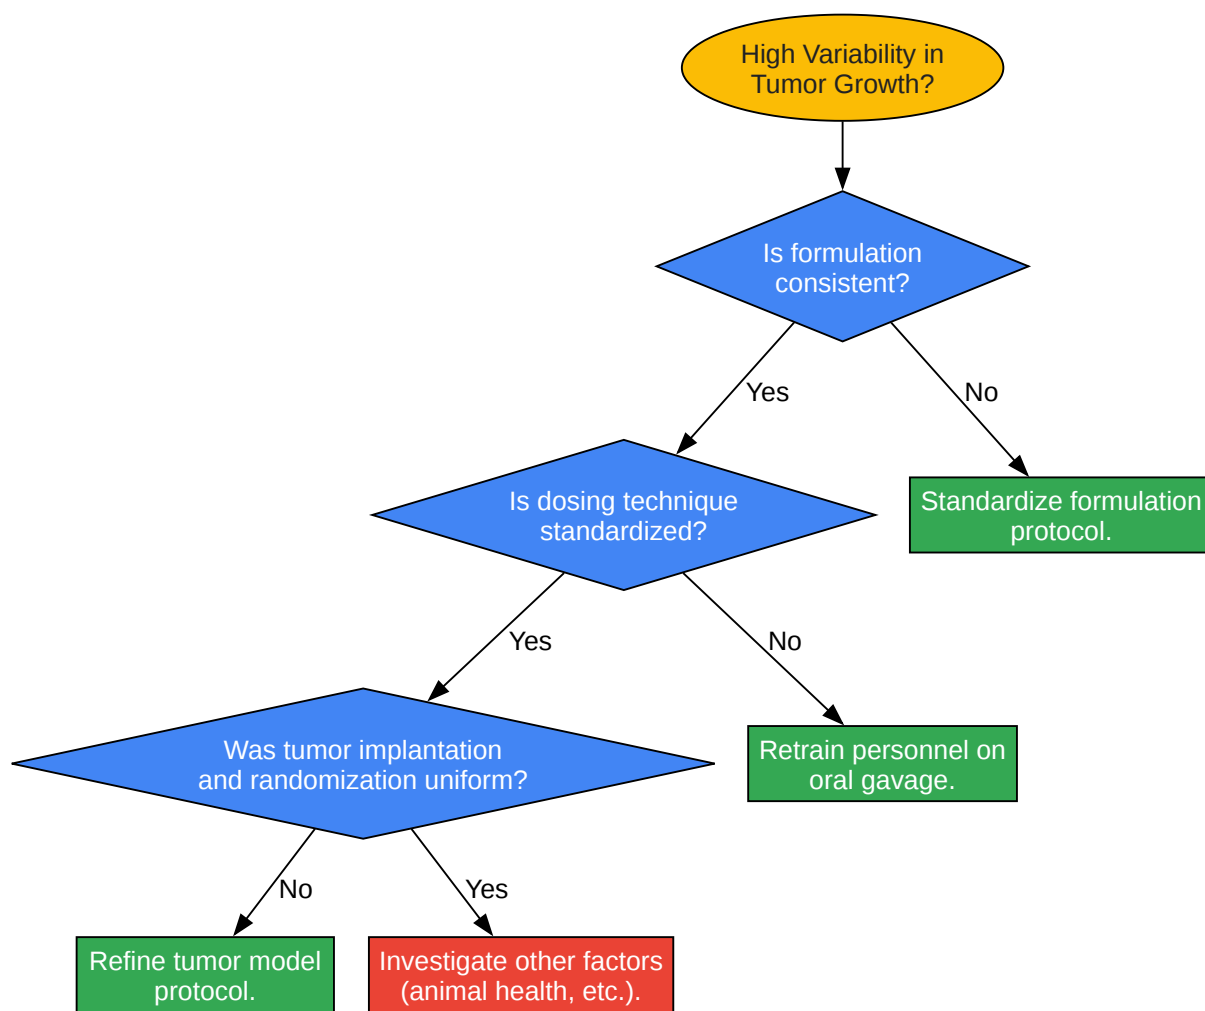 High Variability in
Tumor Growth?
Is formulation
consistent?
Yes
No
Is dosing technique
standardized?
Standardize formulation
protocol.
Yes
No
Was tumor implantation
and randomization uniform?
Retrain personnel on
oral gavage.
No
Yes
Refine tumor model
protocol.
Investigate other factors
(animal health, etc.).